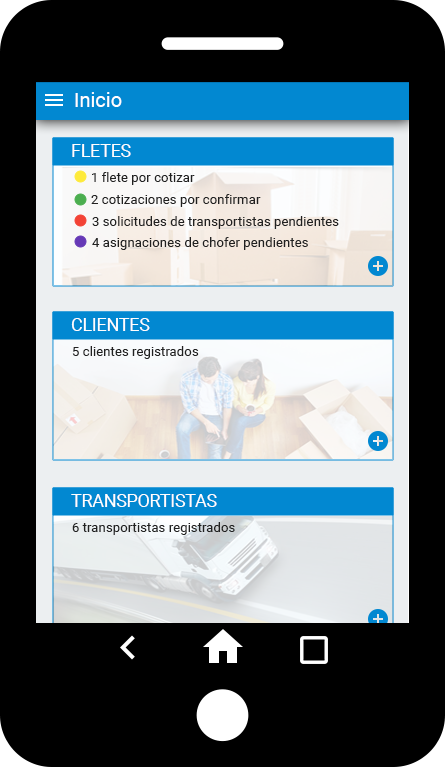 Inicio
FLETES
1 flete por cotizar
2 cotizaciones por confirmar
3 solicitudes de transportistas pendientes
4 asignaciones de chofer pendientes
CLIENTES
5 clientes registrados
TRANSPORTISTAS
6 transportistas registrados